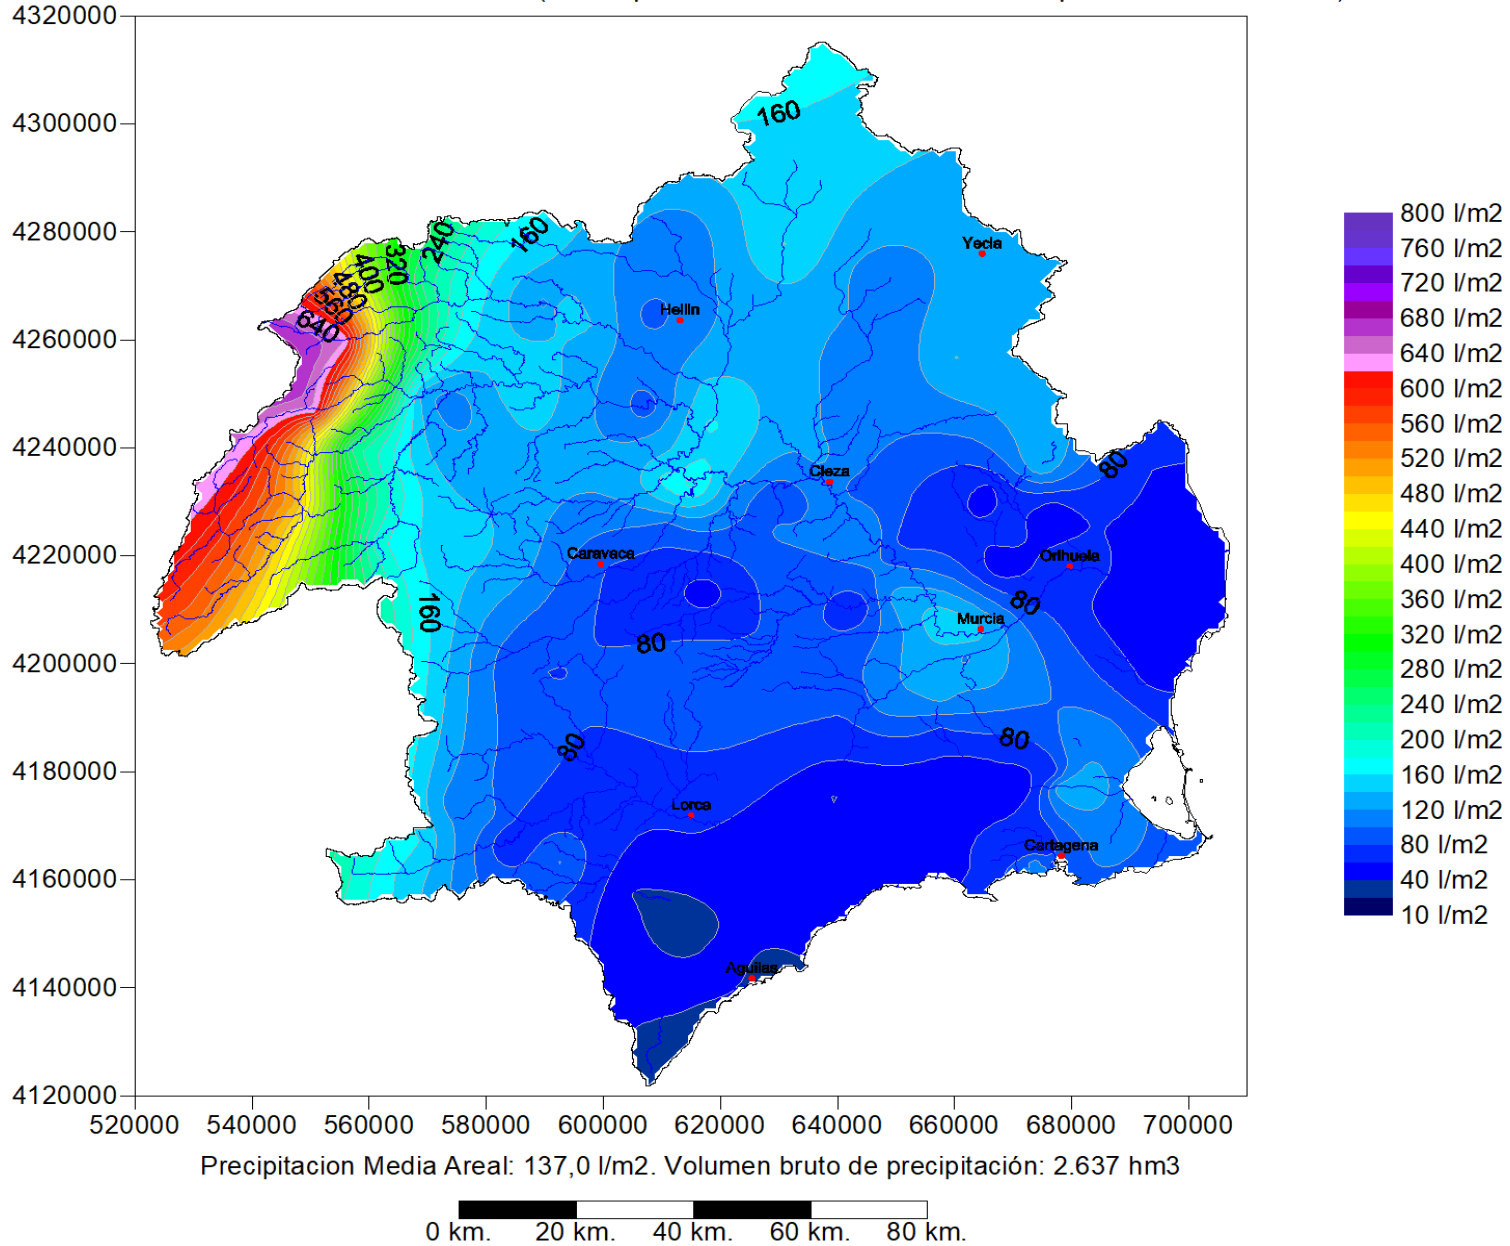 4320000
4300000
4280000
4260000
4240000
4220000
4200000
4180000
4160000
4140000
4120000
520000 540000 560000 580000 600000 620000 640000 660000 680000 700000
160
160
240
320
400
480
560
640
Yecla
Hellin
80
Cieza
Caravaca
Orihuela
80
160
Murcia
80
80
80
Lorca
Cartagena
Aguilas
800 l/m2
760 l/m2
720 l/m2
680 l/m2
640 l/m2
600 l/m2
560 l/m2
520 l/m2
480 l/m2
440 l/m2
400 l/m2
360 l/m2
320 l/m2
280 l/m2
240 l/m2
200 l/m2
160 l/m2
120 l/m2
80 l/m2
40 l/m2
10 l/m2
Precipitacion Media Areal: 137,0 l/m2. Volumen bruto de precipitación: 2.637 hm3
0 km. 20 km. 40 km. 60 km. 80 km.